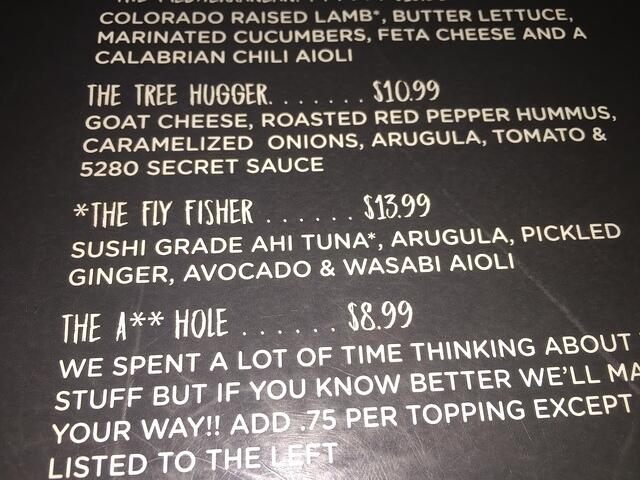 COLORADO RAISED LAMB*, BUTTER LETTUCE,
MARINATED CUCUMBERS, FETA CHEESE AND A
CALABRIAN CHILI AIOLI
THE TREE HUGGER. . . . . . . $10.99
GOAT CHEESE, ROASTED RED PEPPER HUMMUS,
CARAMELIZED ONIONS, ARUGULA, TOMATO &
5280 SECRET SAUCE
*THE FLY FISHER . . . . . . $13.99
SUSHI GRADE AHI TUNA*, ARUGULA, PICKLED
GINGER, AVOCADO & WASABI AIOLI
THE A** HOLE . . . . . . $8.99
WE SPENT A LOT OF TIME THINKING ABOUT
STUFF BUT IF YOU KNOW BETTER WE'LL MA
YOUR WAY!! ADD .75 PER TOPPING EXCEPT
LISTED TO THE LEFT